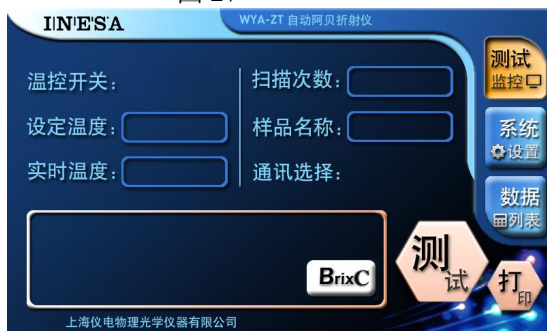 INESA
WYA-ZT 自动阿贝折射仪
温控开关：
扫描次数：
设定温度：
样品名称：
实时温度：
通讯选择：
测试
监控
系统
设置
数据
列表
BrixC
测试
打印
上海仪电物理光学仪器有限公司